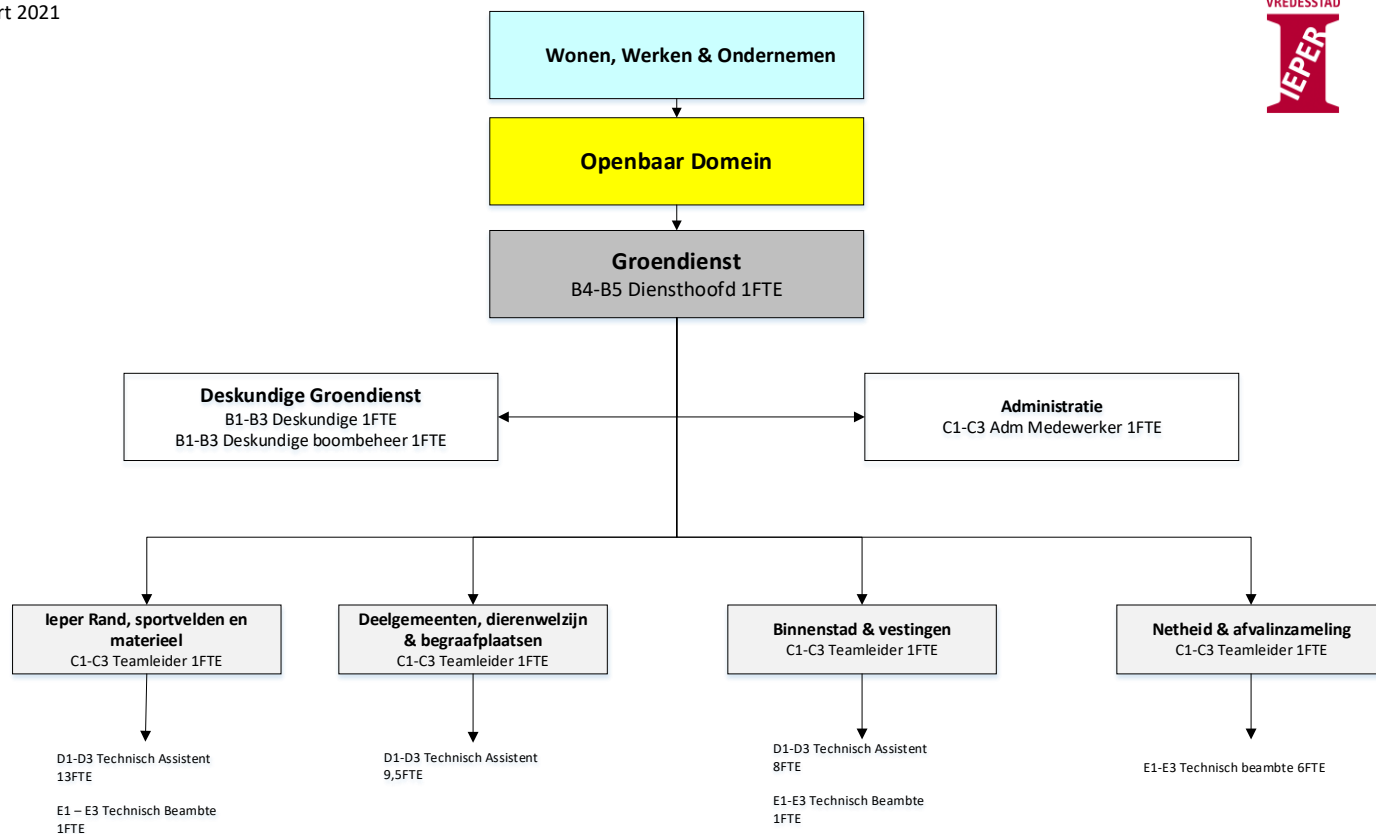 rt 2021
VREDESSTAD
IEPER
Wonen, Werken & Ondernemen
Openbaar Domein
Groendienst
B4-B5 Diensthoofd 1FTE
Deskundige Groendienst
B1-B3 Deskundige 1FTE
B1-B3 Deskundige boombeheer 1FTE
Administratie
C1-C3 Adm Medewerker 1FTE
Ieper Rand, sportvelden en
materieel
C1-C3 Teamleider 1FTE
Deelgemeenten, dierenwelzijn
& begraafplaatsen
C1-C3 Teamleider 1FTE
Binnenstad & vestingen
C1-C3 Teamleider 1FTE
Netheid & afvalinzameling
C1-C3 Teamleider 1FTE
D1-D3 Technisch Assistent
13FTE
E1 – E3 Technisch Beambte
1FTE
D1-D3 Technisch Assistent
9,5FTE
D1-D3 Technisch Assistent
8FTE
E1-E3 Technisch Beambte
1FTE
E1-E3 Technisch beambte 6FTE